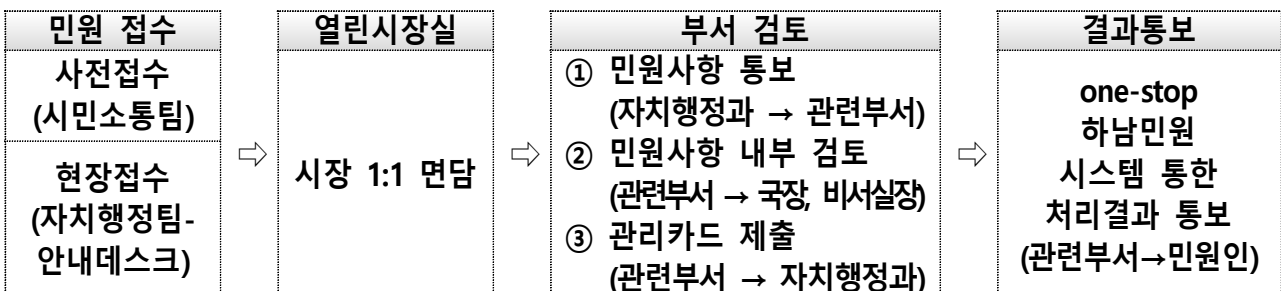 민원 접수
사전접수
(시민소통팀)
현장접수
(자치행정팀-
안내데스크)
⇨
열린시장실
시장 1:1 면담
⇨
부서 검토
① 민원사항 통보
(자치행정과 → 관련부서)
② 민원사항 내부 검토
(관련부서 → 국장, 비서실장)
③ 관리카드 제출
(관련부서 → 자치행정과)
⇨
결과통보
one-stop
하남민원
시스템 통한
처리결과 통보
(관련부서→민원인)